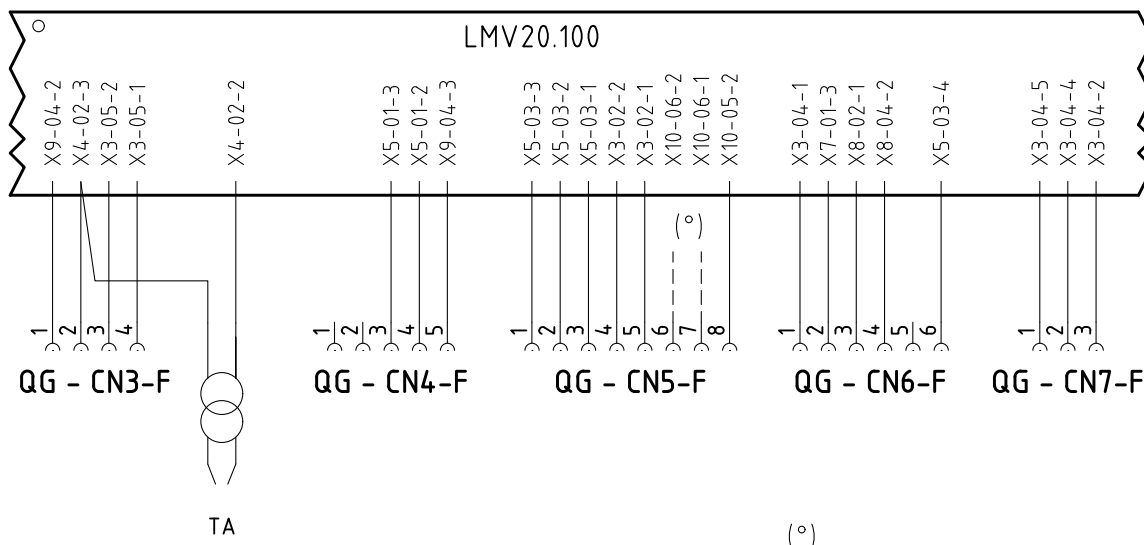 LMV20.100
X9-04-2
X4-02-3
X3-05-2
X3-05-1
X4-02-2
X5-01-3
X5-01-2
X9-04-3
X5-03-3
X5-03-2
X5-03-1
X3-02-2
X3-02-1
X10-06-2
X10-06-1
X10-05-2
X3-04-1
X7-01-3
X8-02-1
X8-04-2
X5-03-4
X3-04-5
X3-04-4
X3-04-2
(°)
1 2 3 4
1 2 3 4 5
1 2 3 4 5 6 7 8
1 2 3 4 5 6
1 2 3
QG - CN3-F
QG - CN4-F
QG - CN5-F
QG - CN6-F
QG - CN7-F
TA
(°)